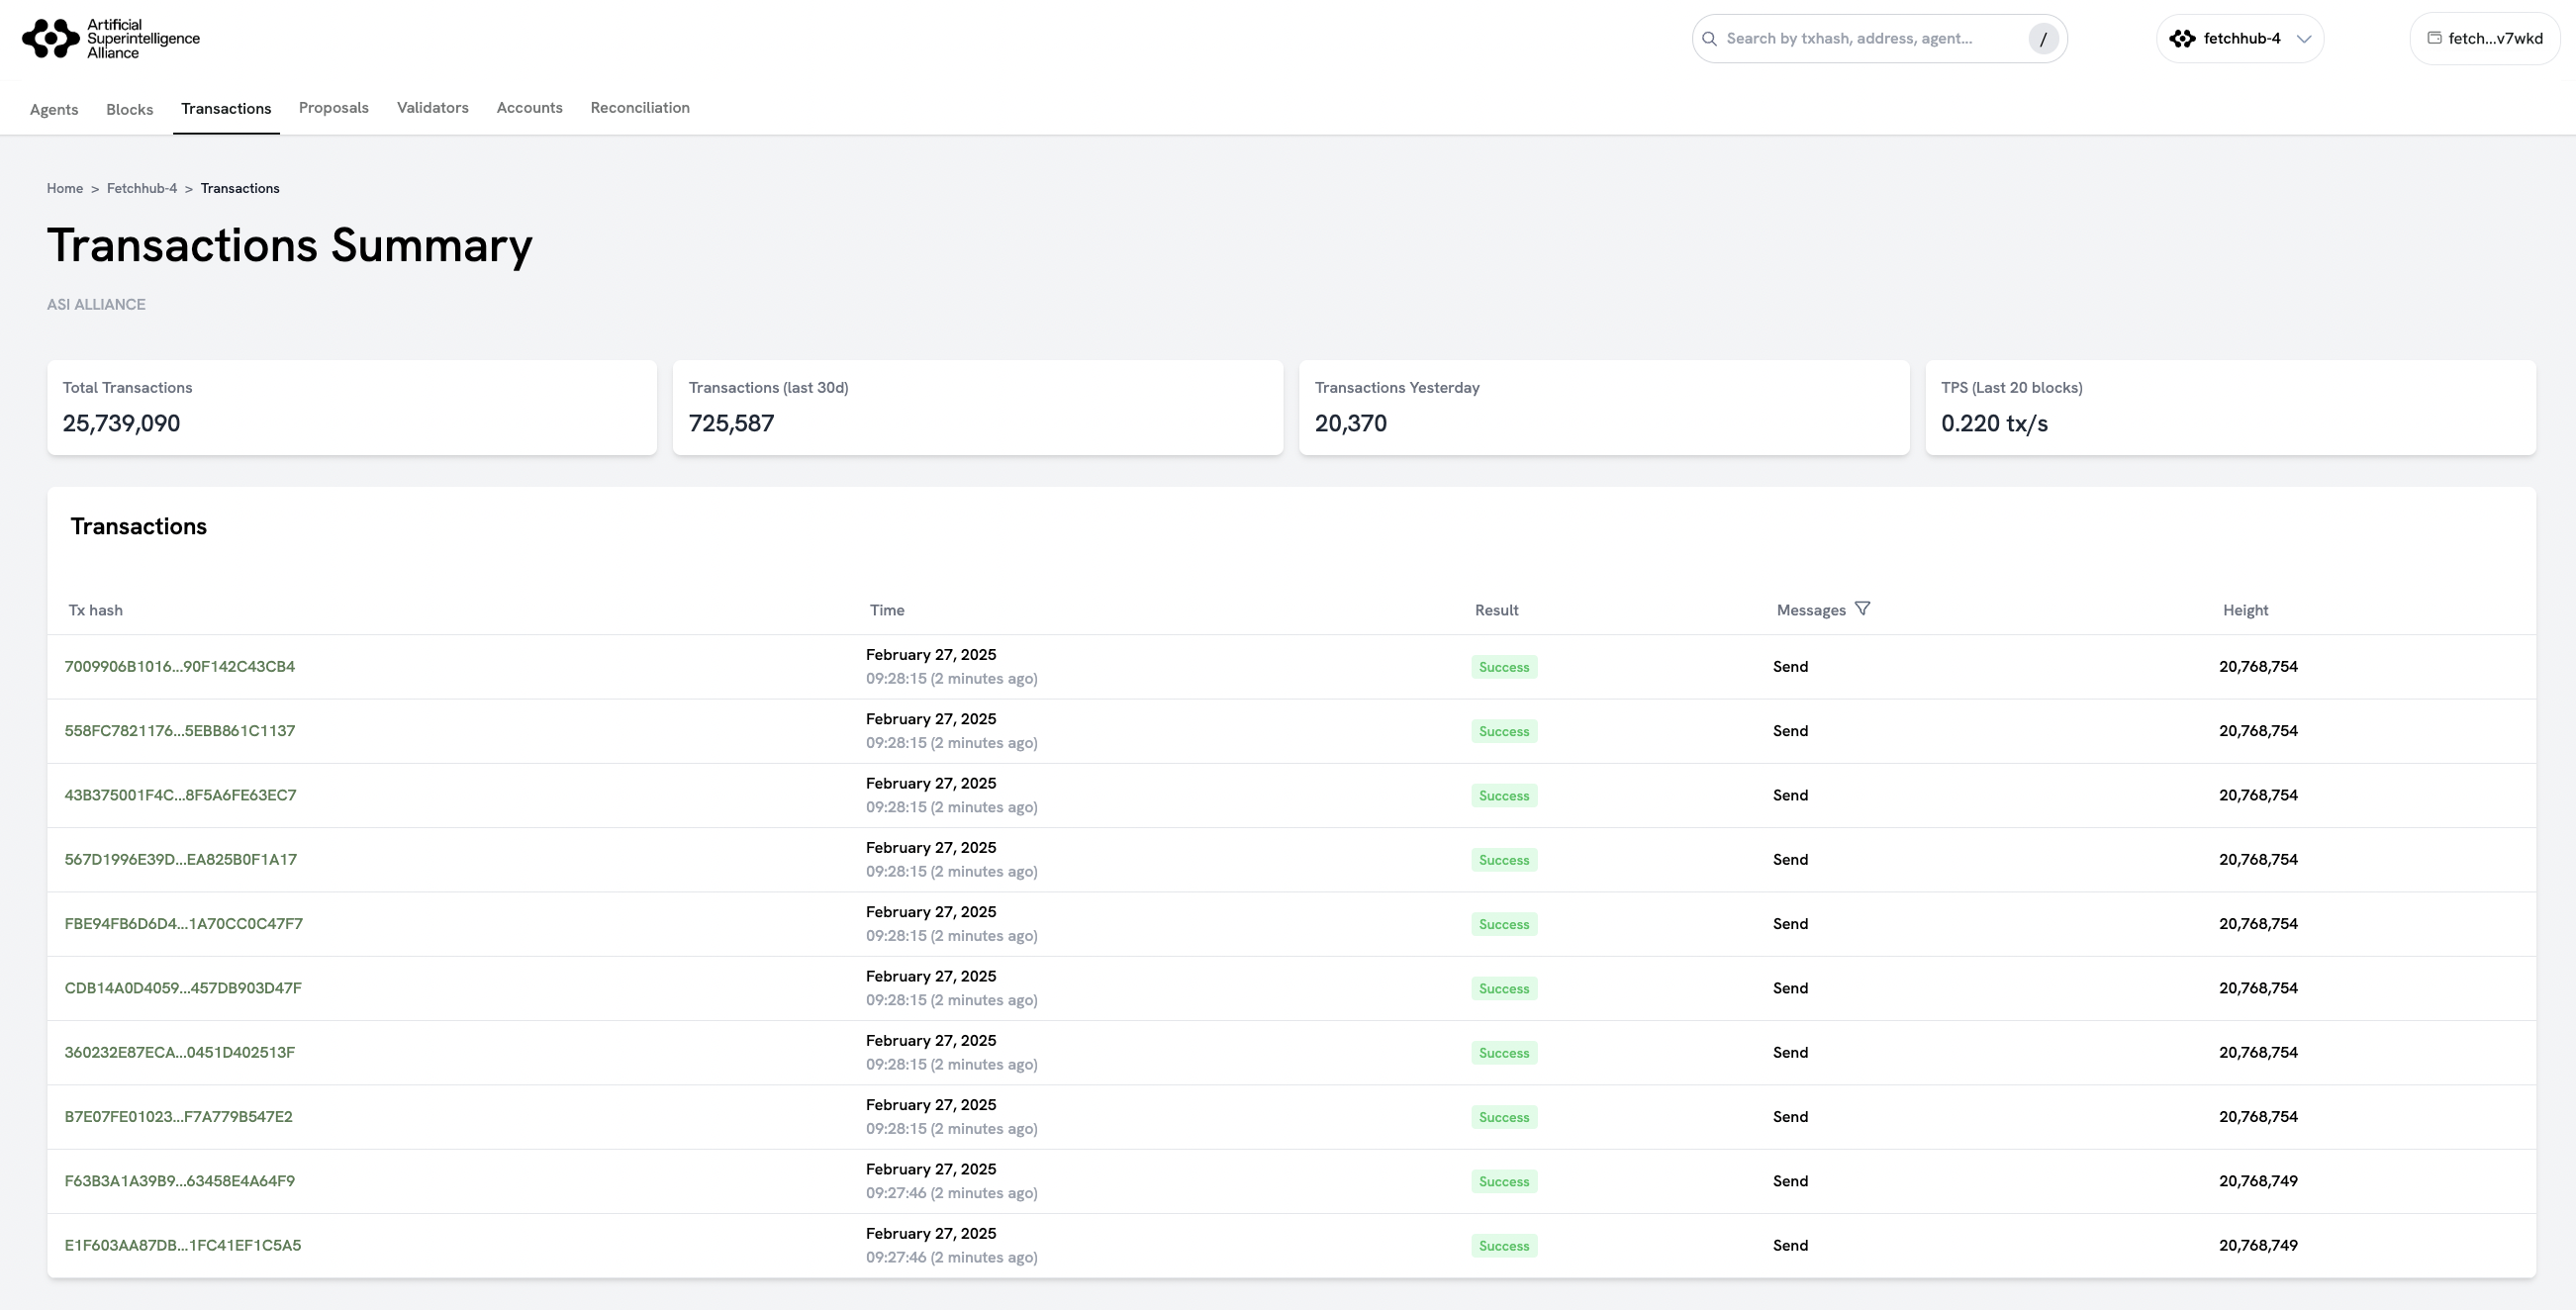 Artificial
Superintelligence
Alliance
Search by txhash, address, agent...
/
fetchhub-4
fetch...v7wkd
Agents Blocks Transactions Proposals Validators Accounts Reconciliation
Home > Fetchhub-4 > Transactions
Transactions Summary
ASI ALLIANCE
Total Transactions
25,739,090
Transactions (last 30d)
725,587
Transactions Yesterday
20,370
TPS (Last 20 blocks)
0.220 tx/s
Transactions
Tx hash Time Result Messages Height
7009906B1016...90F142C43CB4 February 27, 2025 Success Send 20,768,754
09:28:15 (2 minutes ago)
558FC7821176...5EBB861C1137 February 27, 2025 Success Send 20,768,754
09:28:15 (2 minutes ago)
43B375001F4C...8F5A6FE63EC7 February 27, 2025 Success Send 20,768,754
09:28:15 (2 minutes ago)
567D1996E39D...EA825B0F1A17 February 27, 2025 Success Send 20,768,754
09:28:15 (2 minutes ago)
FBE94FB6D6D4...1A70CC0C47F7 February 27, 2025 Success Send 20,768,754
09:28:15 (2 minutes ago)
CDB14A0D4059...457DB903D47F February 27, 2025 Success Send 20,768,754
09:28:15 (2 minutes ago)
360232E87ECA...0451D402513F February 27, 2025 Success Send 20,768,754
09:28:15 (2 minutes ago)
B7E07FE01023...F7A779B547E2 February 27, 2025 Success Send 20,768,754
09:28:15 (2 minutes ago)
F63B3A1A39B9...63458E4A64F9 February 27, 2025 Success Send 20,768,749
09:27:46 (2 minutes ago)
E1F603AA87DB...1FC41EF1C5A5 February 27, 2025 Success Send 20,768,749
09:27:46 (2 minutes ago)